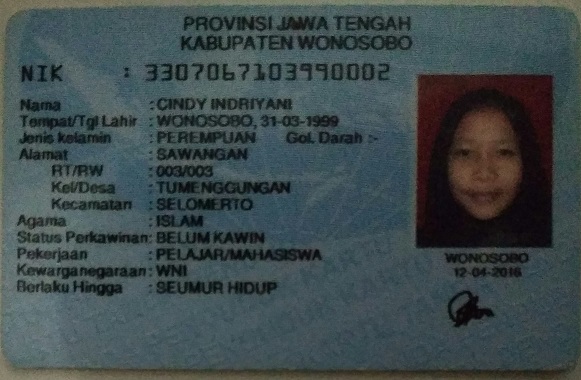 PROVINSI JAWA TENGAH
KABUPATEN WONOSOBO
NIK : 3307067103990002
Nama : CINDY INDRIYANI
Tempat/Tgl Lahir : WONOSOBO, 31-03-1999
Jenis kelamin : PEREMPUAN Gol. Darah :-
Alamat : SAWANGAN
RT/RW : 003/003
Kel/Desa : TUMENGGUNGAN
Kecamatan : SELOMERTO
Agama : ISLAM
Status Perkawinan: BELUM KAWIN
Pekerjaan : PELAJAR/MAHASISWA
Kewarganegaraan: WNI
Berlaku Hingga : SEUMUR HIDUP
WONOSOBO
12-04-2016